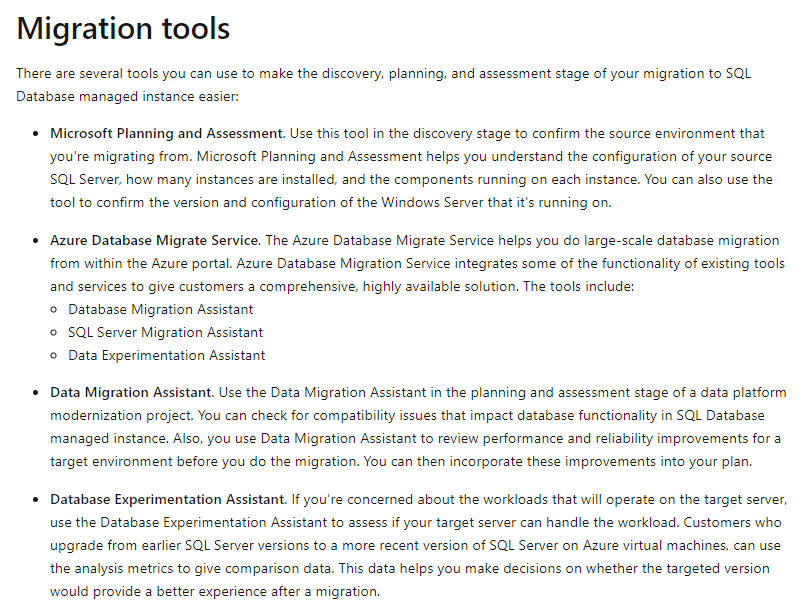 Migration tools
There are several tools you can use to make the discovery, planning, and assessment stage of your migration to SQL
Database managed instance easier:
Microsoft Planning and Assessment. Use this tool in the discovery stage to confirm the source environment that
you're migrating from. Microsoft Planning and Assessment helps you understand the configuration of your source
SQL Server, how many instances are installed, and the components running on each instance. You can also use the
tool to confirm the version and configuration of the Windows Server that it's running on.
Azure Database Migrate Service. The Azure Database Migrate Service helps you do large-scale database migration
from within the Azure portal. Azure Database Migration Service integrates some of the functionality of existing tools
and services to give customers a comprehensive, highly available solution. The tools include:
Database Migration Assistant
SQL Server Migration Assistant
Data Experimentation Assistant
Data Migration Assistant. Use the Data Migration Assistant in the planning and assessment stage of a data platform
modernization project. You can check for compatibility issues that impact database functionality in SQL Database
managed instance. Also, you use Data Migration Assistant to review performance and reliability improvements for a
target environment before you do the migration. You can then incorporate these improvements into your plan.
Database Experimentation Assistant. If you're concerned about the workloads that will operate on the target server,
use the Database Experimentation Assistant to assess if your target server can handle the workload. Customers who
upgrade from earlier SQL Server versions to a more recent version of SQL Server on Azure virtual machines, can use
the analysis metrics to give comparison data. This data helps you make decisions on whether the targeted version
would provide a better experience after a migration.